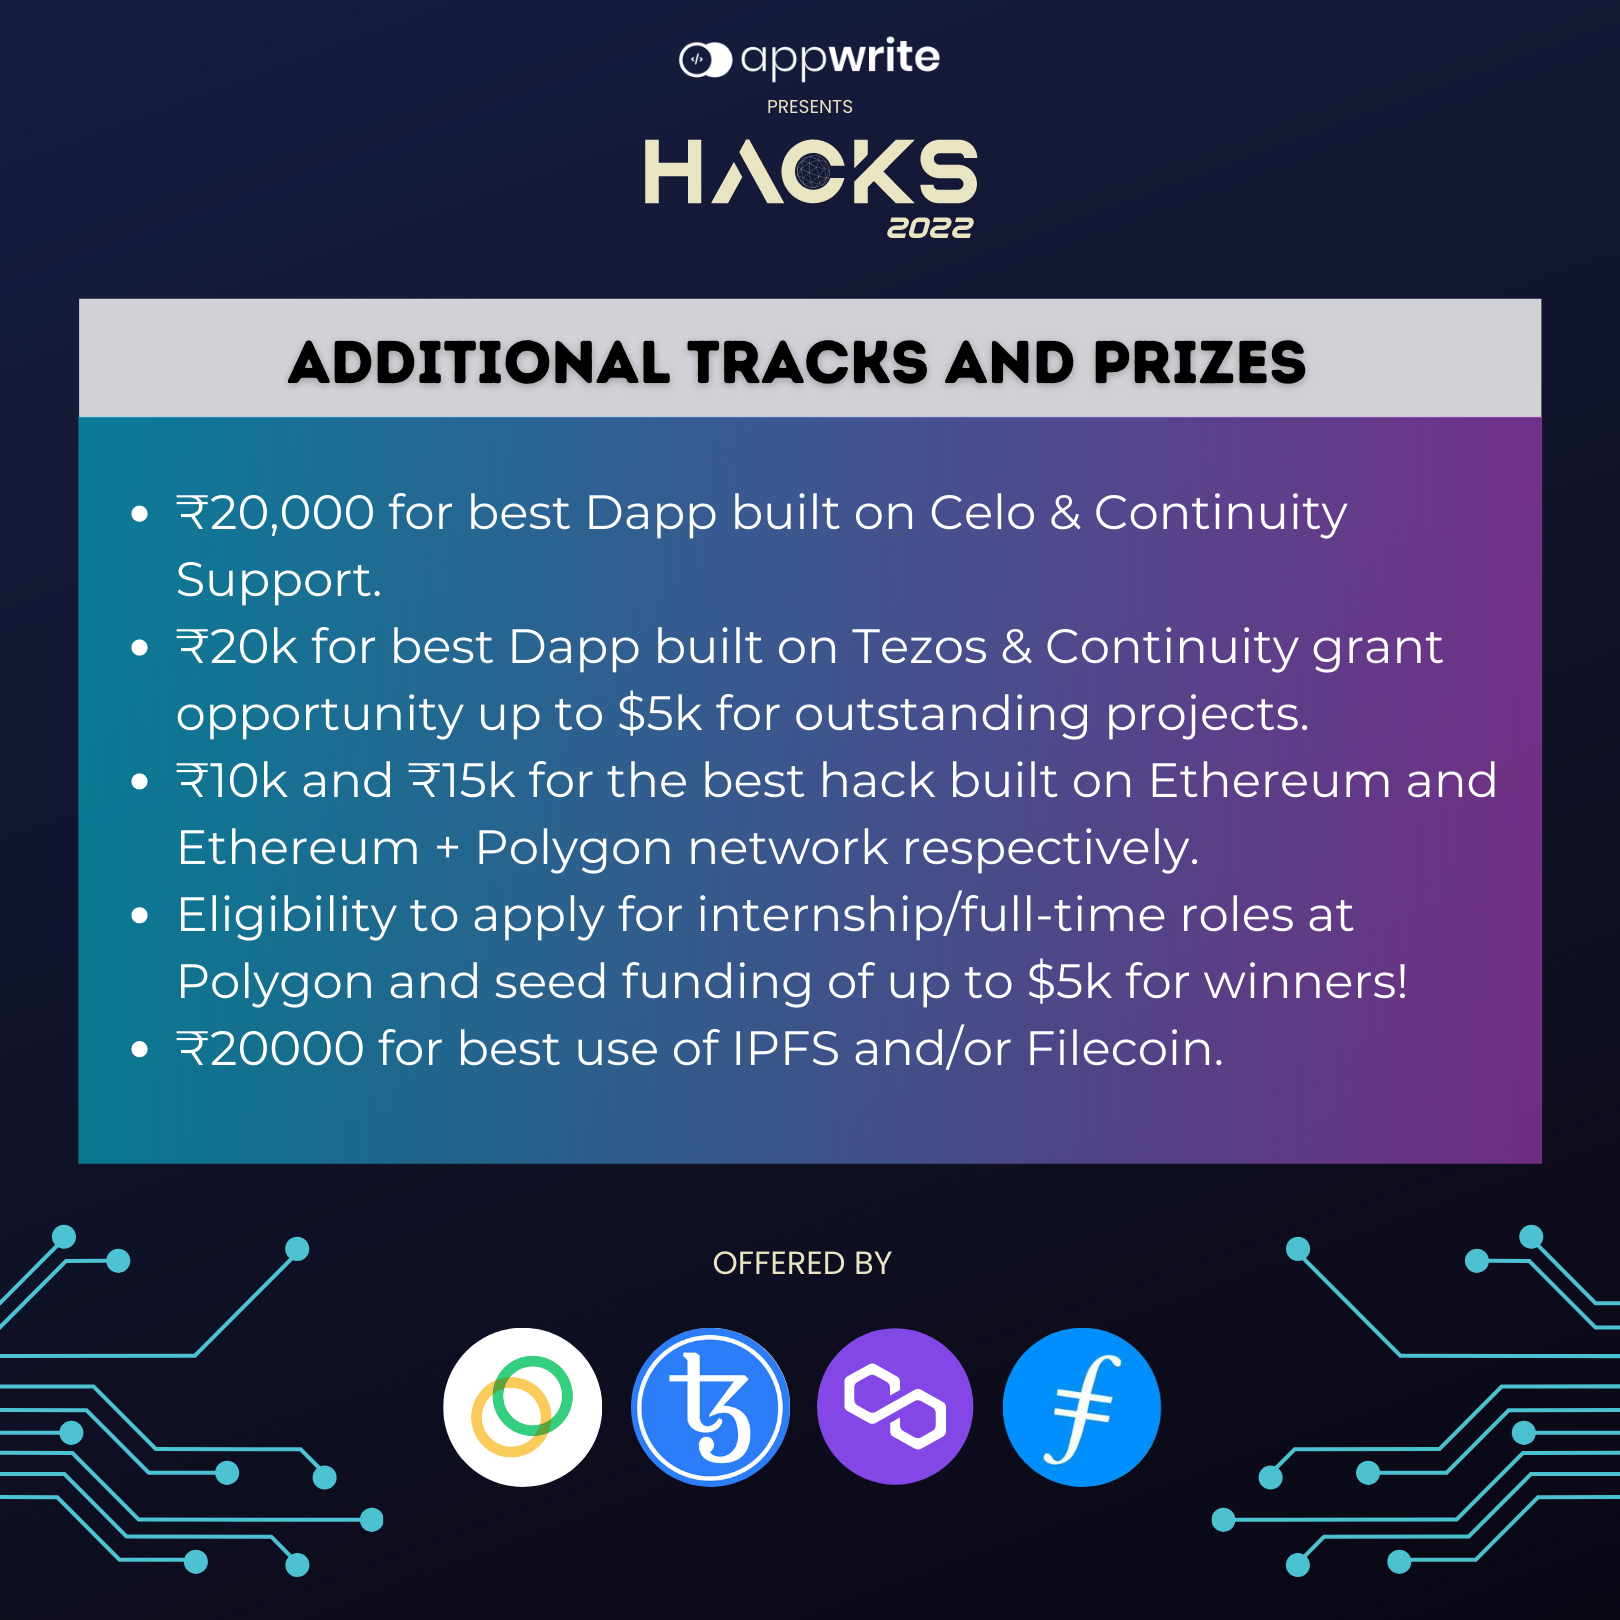 appwrite
PRESENTS
HACKS
2022
ADDITIONAL TRACKS AND PRIZES
• ₹20,000 for best Dapp built on Celo & Continuity
Support.
• ₹20k for best Dapp built on Tezos & Continuity grant
opportunity up to $5k for outstanding projects.
• ₹10k and ₹15k for the best hack built on Ethereum and
Ethereum + Polygon network respectively.
• Eligibility to apply for internship/full-time roles at
Polygon and seed funding of up to $5k for winners!
• ₹20000 for best use of IPFS and/or Filecoin.
OFFERED BY